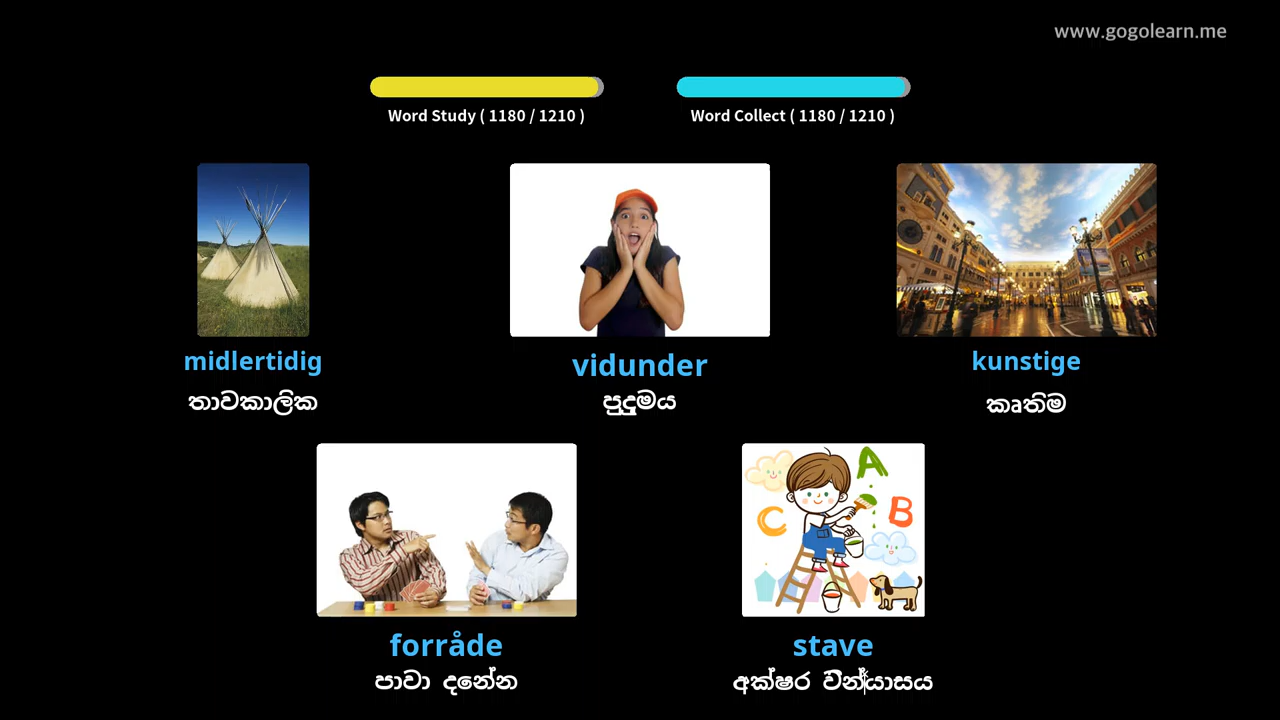 www.gogolearn.me
Word Study ( 1180 / 1210 )
Word Collect ( 1180 / 1210 )
midlertidig
තාවකාලික
vidunder
පුදුමය
kunstige
කෘතිම
A
B
C
forråde
පාවා දනේන
stave
අක්ෂර වින්‍යාසය